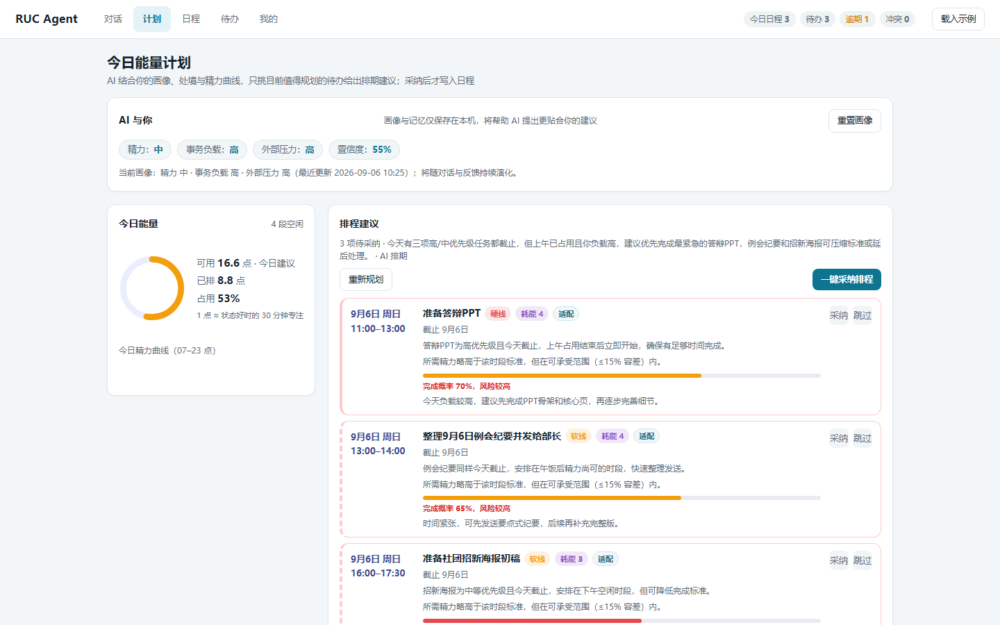 RUC Agent
对话
计划
日程
待办
我的
今日日程 3
待办 3
逾期 1
冲突 0
载入示例
今日能量计划
AI 结合你的画像、处境与精力曲线，只挑目前值得规划的待办给出排期建议；采纳后才写入日程
AI 与你
画像与记忆仅保存在本机，将帮助 AI 提出更贴合你的建议
重置画像
精力：中
事务负载：高
外部压力：高
置信度：55%
当前画像：精力 中 · 事务负载 高 · 外部压力 高（最近更新 2026-09-06 10:25）；将随对话与反馈持续演化。
今日能量
4 段空闲
可用 16.6 点 · 今日建议
已排 8.8 点
占用 53%
1 点 ≈ 状态好时的 30 分钟专注
今日精力曲线（07–23 点）
排程建议
3 项待采纳 · 今天有三项高/中优先级任务都截止，但上午已占用且你负载高，建议优先完成最紧急的答辩PPT，例会纪要和招新海报可压缩标准或延
后处理。 · AI 排期
重新规划
一键采纳排程
9月6日 周日
11:00–13:00
准备答辩PPT
硬线
耗能 4
适配
采纳
跳过
截止 9月6日
答辩PPT为高优先级且今天截止，上午占用结束后立即开始，确保有足够时间完成。
所需精力略高于该时段标准，但在可承受范围（≤15% 容差）内。
完成概率 70%，风险较高
今天负载较高，建议先完成PPT骨架和核心页，再逐步完善细节。
9月6日 周日
13:00–14:00
整理9月6日例会纪要并发给部长
软线
耗能 4
适配
采纳
跳过
截止 9月6日
例会纪要同样今天截止，安排在午饭后精力尚可的时段，快速整理发送。
所需精力略高于该时段标准，但在可承受范围（≤15% 容差）内。
完成概率 65%，风险较高
时间紧张，可先发送要点式纪要，后续再补充完整版。
9月6日 周日
16:00–17:30
准备社团招新海报初稿
软线
耗能 3
适配
采纳
跳过
截止 9月6日
招新海报为中等优先级且今天截止，安排在下午空闲时段，但可降低完成标准。
所需精力略高于该时段标准，但在可承受范围（≤15% 容差）内。